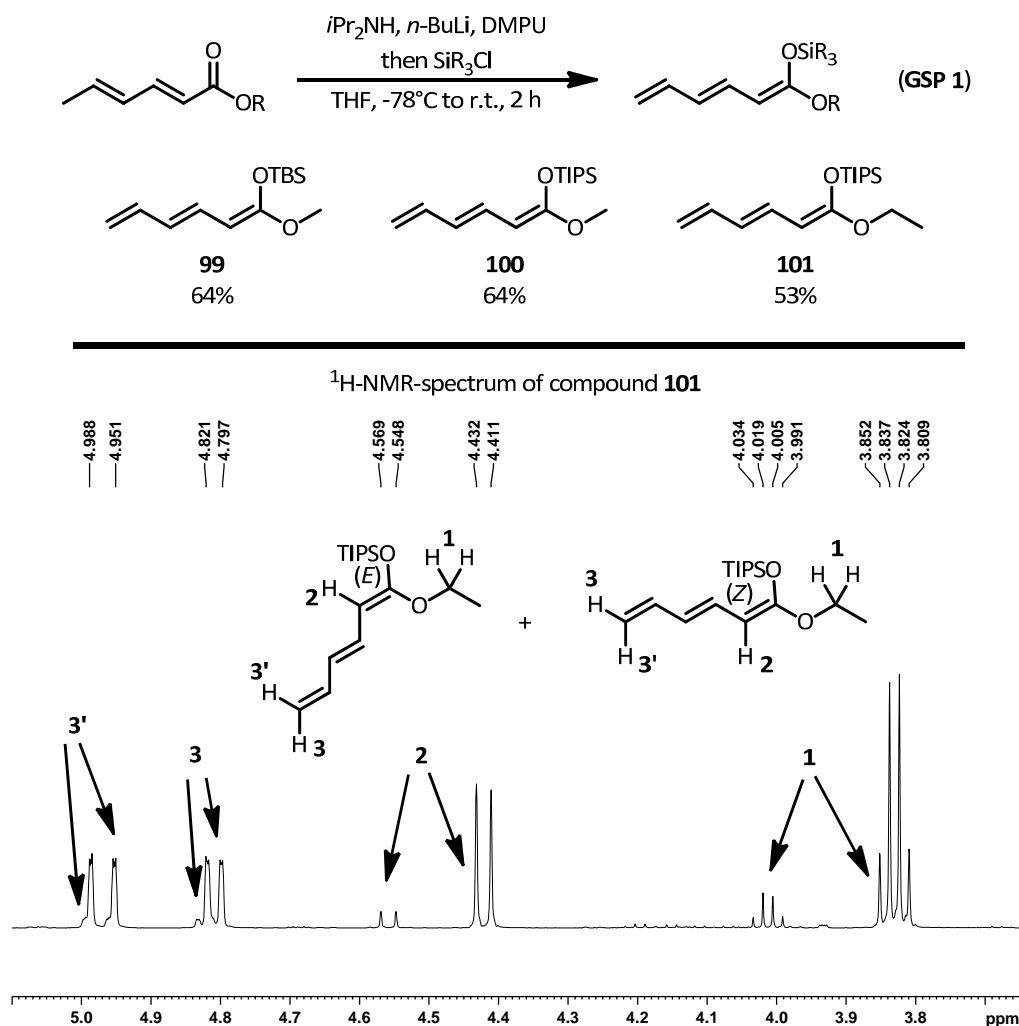 iPr₂NH, n-BuLi, DMPU
then SiR₃Cl
THF, -78°C to r.t., 2 h
O
OR
OSiR₃
OR
(GSP 1)
OTBS
O
OTIPS
O
OTIPS
O
99
100
101
64%
64%
53%
¹H-NMR-spectrum of compound 101
4.988
4.951
4.821
4.797
4.569
4.548
4.432
4.411
4.034
4.019
4.005
3.991
3.852
3.837
3.824
3.809
TIPSO
(E)
1
H H
2 H
O
3'
H
H 3
+
TIPSO
(Z)
1
H H
3
H
O
H
3'
H
2
3'
3
2
1
5.0 4.9 4.8 4.7 4.6 4.5 4.4 4.3 4.2 4.1 4.0 3.9 3.8 ppm